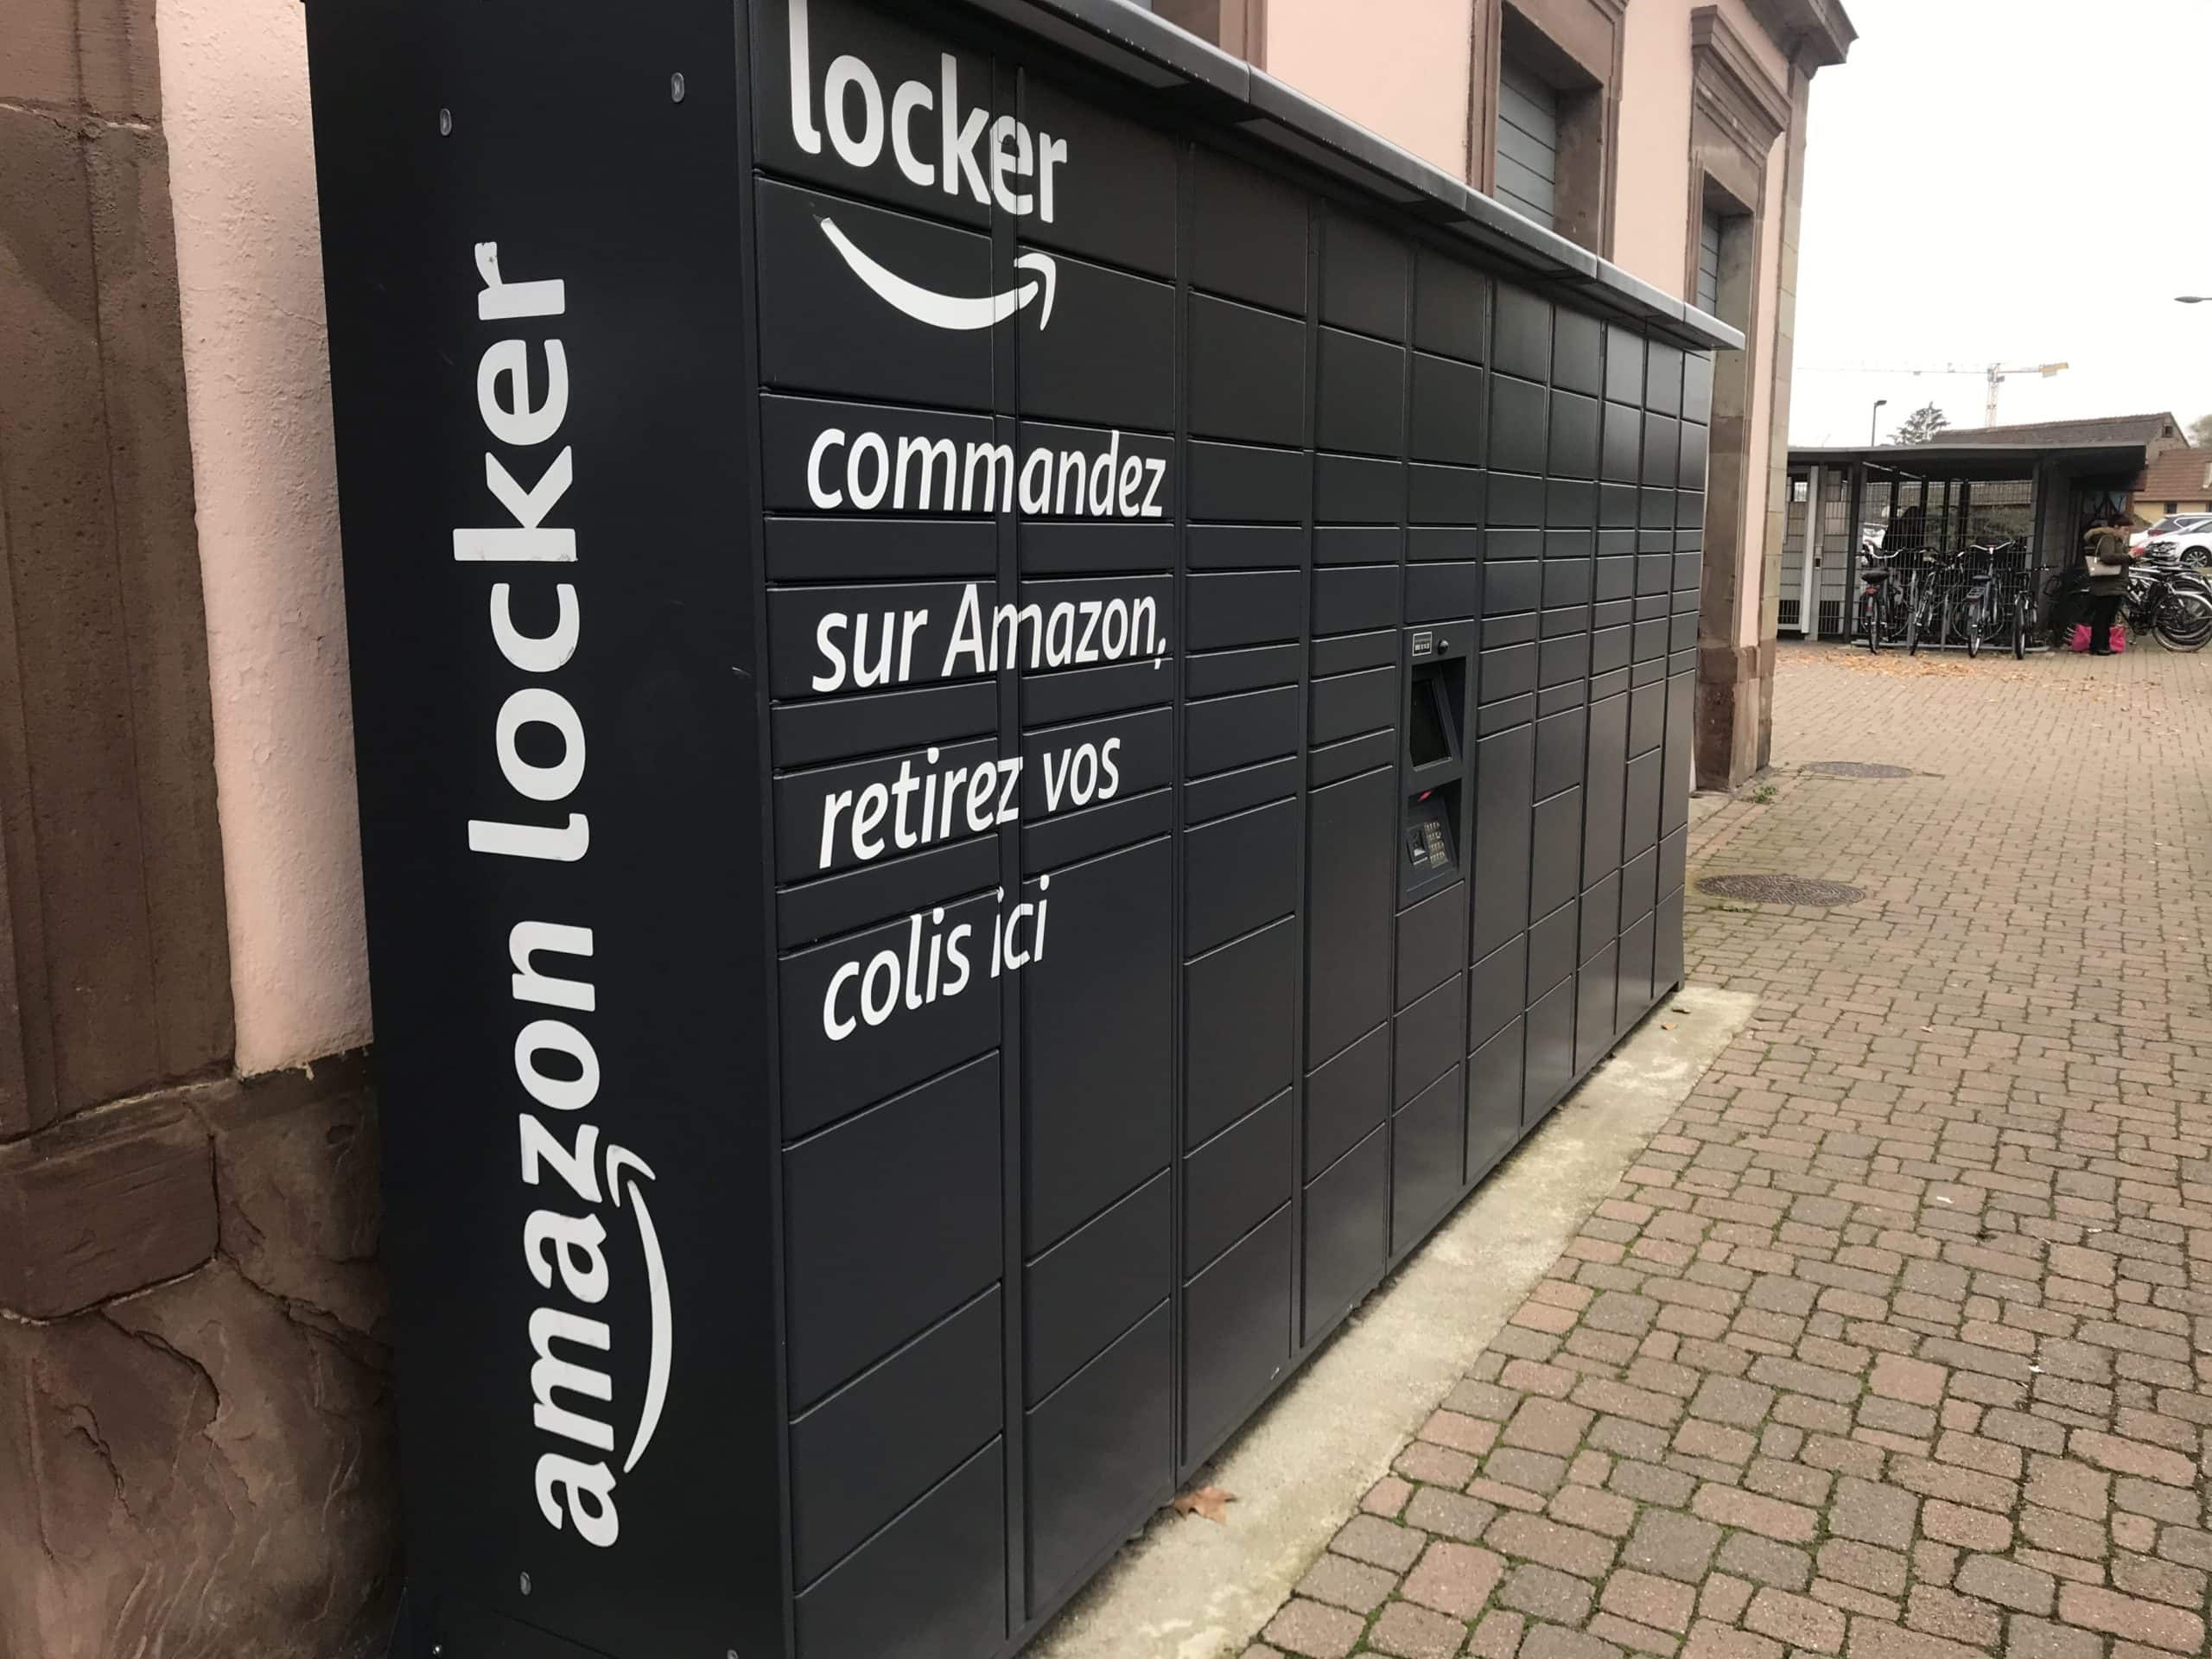 amazon locker
locker
commandez
sur Amazon,
retirez vos
colis ici